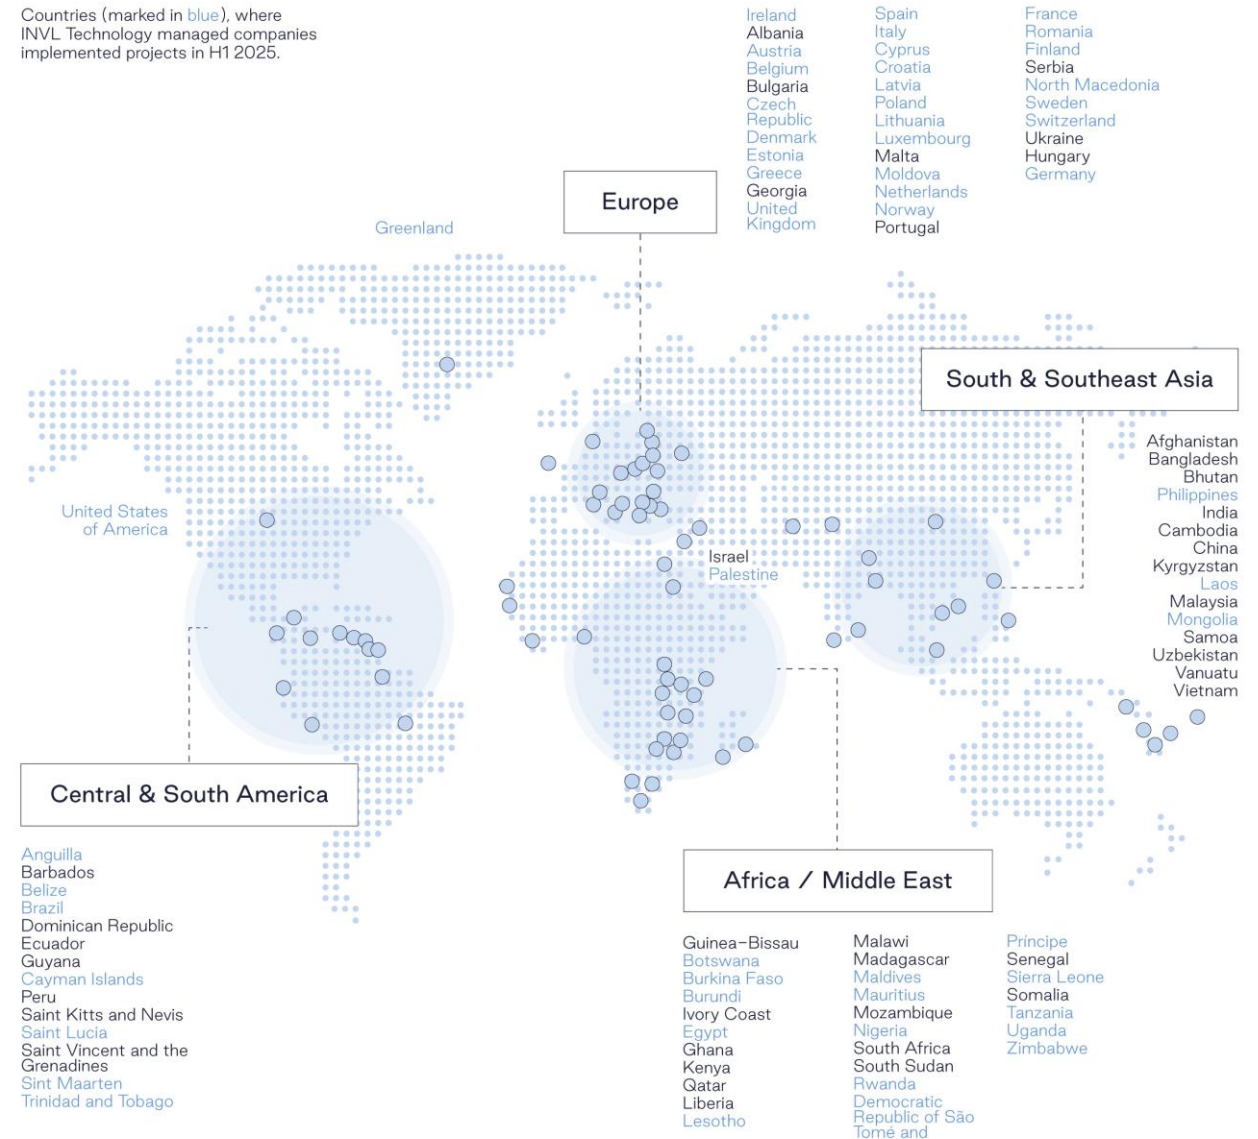 Countries (marked in blue), where
INVL Technology managed companies
implemented projects in H1 2025.
Ireland
Albania
Austria
Belgium
Bulgaria
Czech
Republic
Denmark
Estonia
Greece
Georgia
United
Kingdom
Spain
Italy
Cyprus
Croatia
Latvia
Poland
Lithuania
Luxembourg
Malta
Moldova
Netherlands
Norway
Portugal
France
Romania
Finland
Serbia
North Macedonia
Sweden
Switzerland
Ukraine
Hungary
Germany
Europe
Greenland
South & Southeast Asia
Afghanistan
Bangladesh
Bhutan
Philippines
India
Cambodia
China
Kyrgyzstan
Laos
Malaysia
Mongolia
Samoa
Uzbekistan
Vanuatu
Vietnam
United States
of America
Israel
Palestine
Central & South America
Anguilla
Barbados
Belize
Brazil
Dominican Republic
Ecuador
Guyana
Cayman Islands
Peru
Saint Kitts and Nevis
Saint Lucia
Saint Vincent and the
Grenadines
Sint Maarten
Trinidad and Tobago
Africa / Middle East
Guinea-Bissau
Botswana
Burkina Faso
Burundi
Ivory Coast
Egypt
Ghana
Kenya
Qatar
Liberia
Lesotho
Malawi
Madagascar
Maldives
Mauritius
Mozambique
Nigeria
South Africa
South Sudan
Rwanda
Democratic
Republic of São
Tomé and
Príncipe
Senegal
Sierra Leone
Somalia
Tanzania
Uganda
Zimbabwe